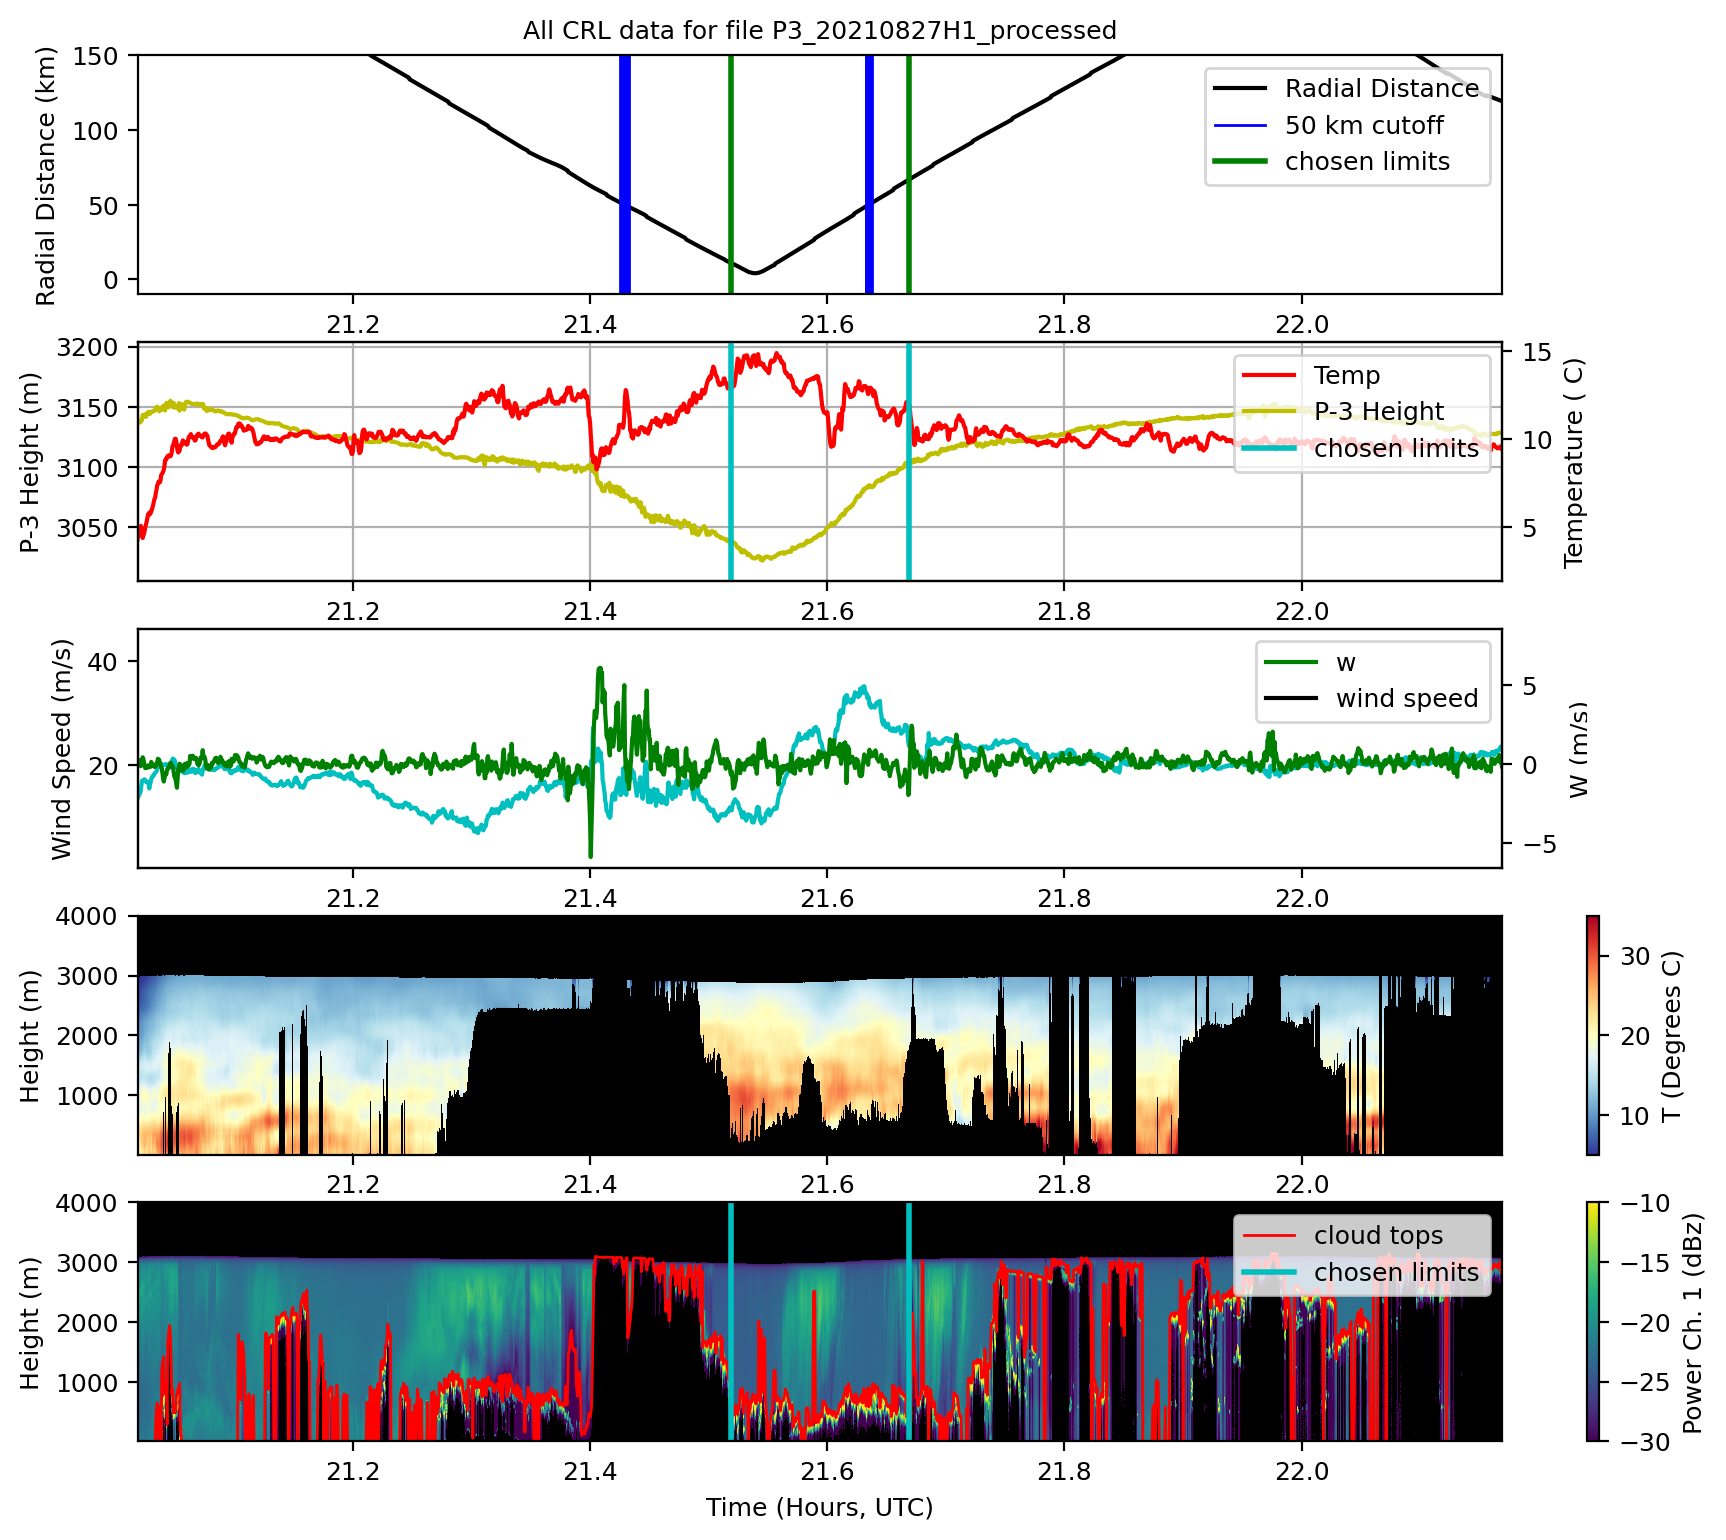 All CRL data for file P3_20210827H1_processed
Radial Distance (km)
150
100
50
0
Radial Distance
50 km cutoff
chosen limits
21.2 21.4 21.6 21.8 22.0
P-3 Height (m)
3200
3150
3100
3050
Temp
P-3 Height
chosen limits
15
10
5
Temperature ( C)
21.2 21.4 21.6 21.8 22.0
Wind Speed (m/s)
40
20
w
wind speed
5
0
−5
W (m/s)
21.2 21.4 21.6 21.8 22.0
Height (m)
4000
3000
2000
1000
30
20
10
T (Degrees C)
21.2 21.4 21.6 21.8 22.0
Height (m)
4000
3000
2000
1000
cloud tops
chosen limits
−10
−15
−20
−25
−30
Power Ch. 1 (dBz)
21.2 21.4 21.6 21.8 22.0
Time (Hours, UTC)